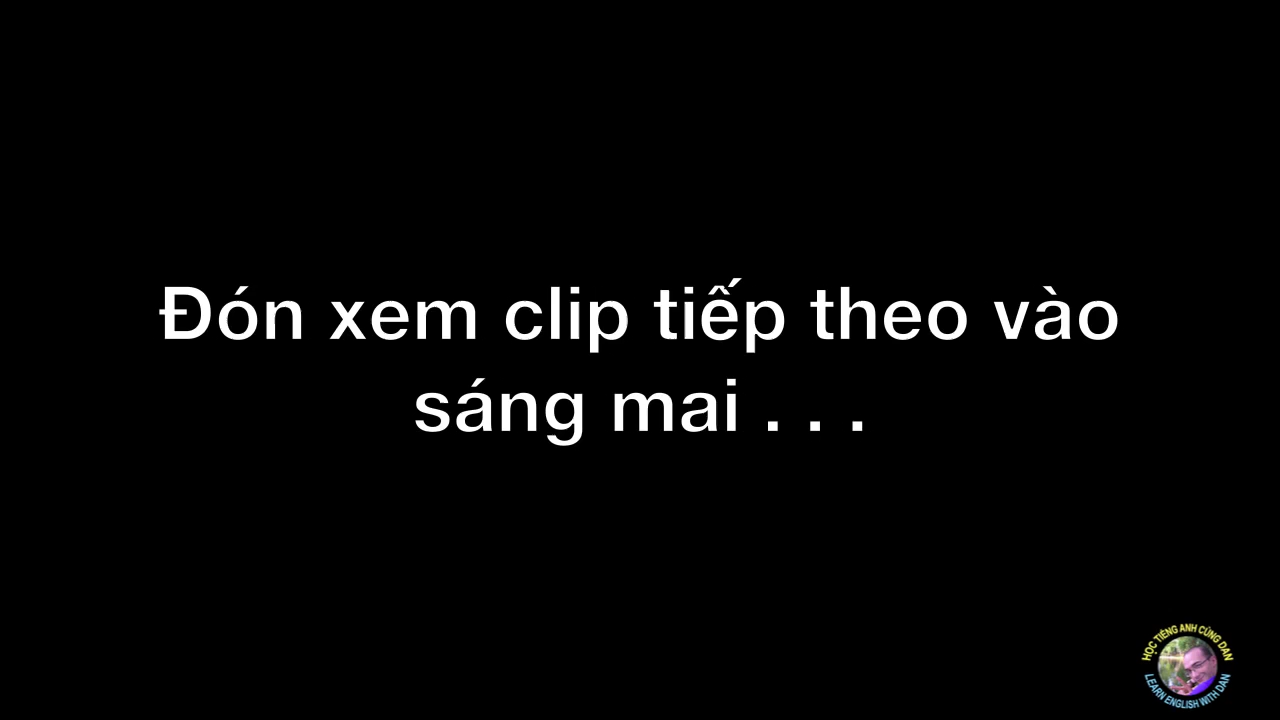 Đón xem clip tiếp theo vào
sáng mai . . .
HỌC TIẾNG ANH CÙNG DAN
LEARN ENGLISH WITH DAN